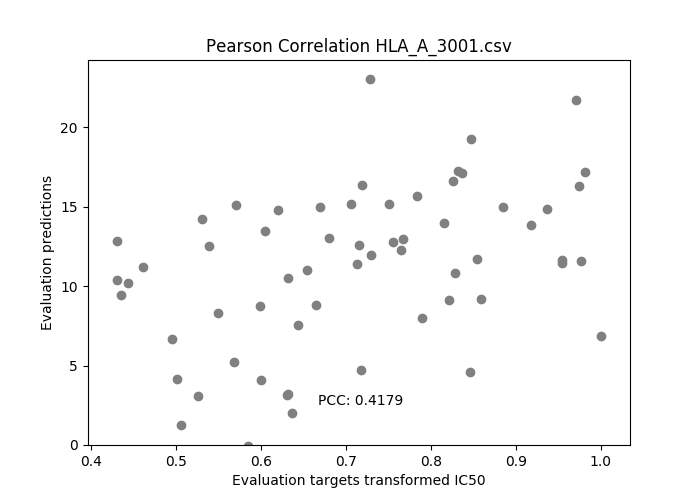 Pearson Correlation HLA_A_3001.csv
Evaluation predictions
20
15
10
5
0
PCC: 0.4179
0.4 0.5 0.6 0.7 0.8 0.9 1.0
Evaluation targets transformed IC50